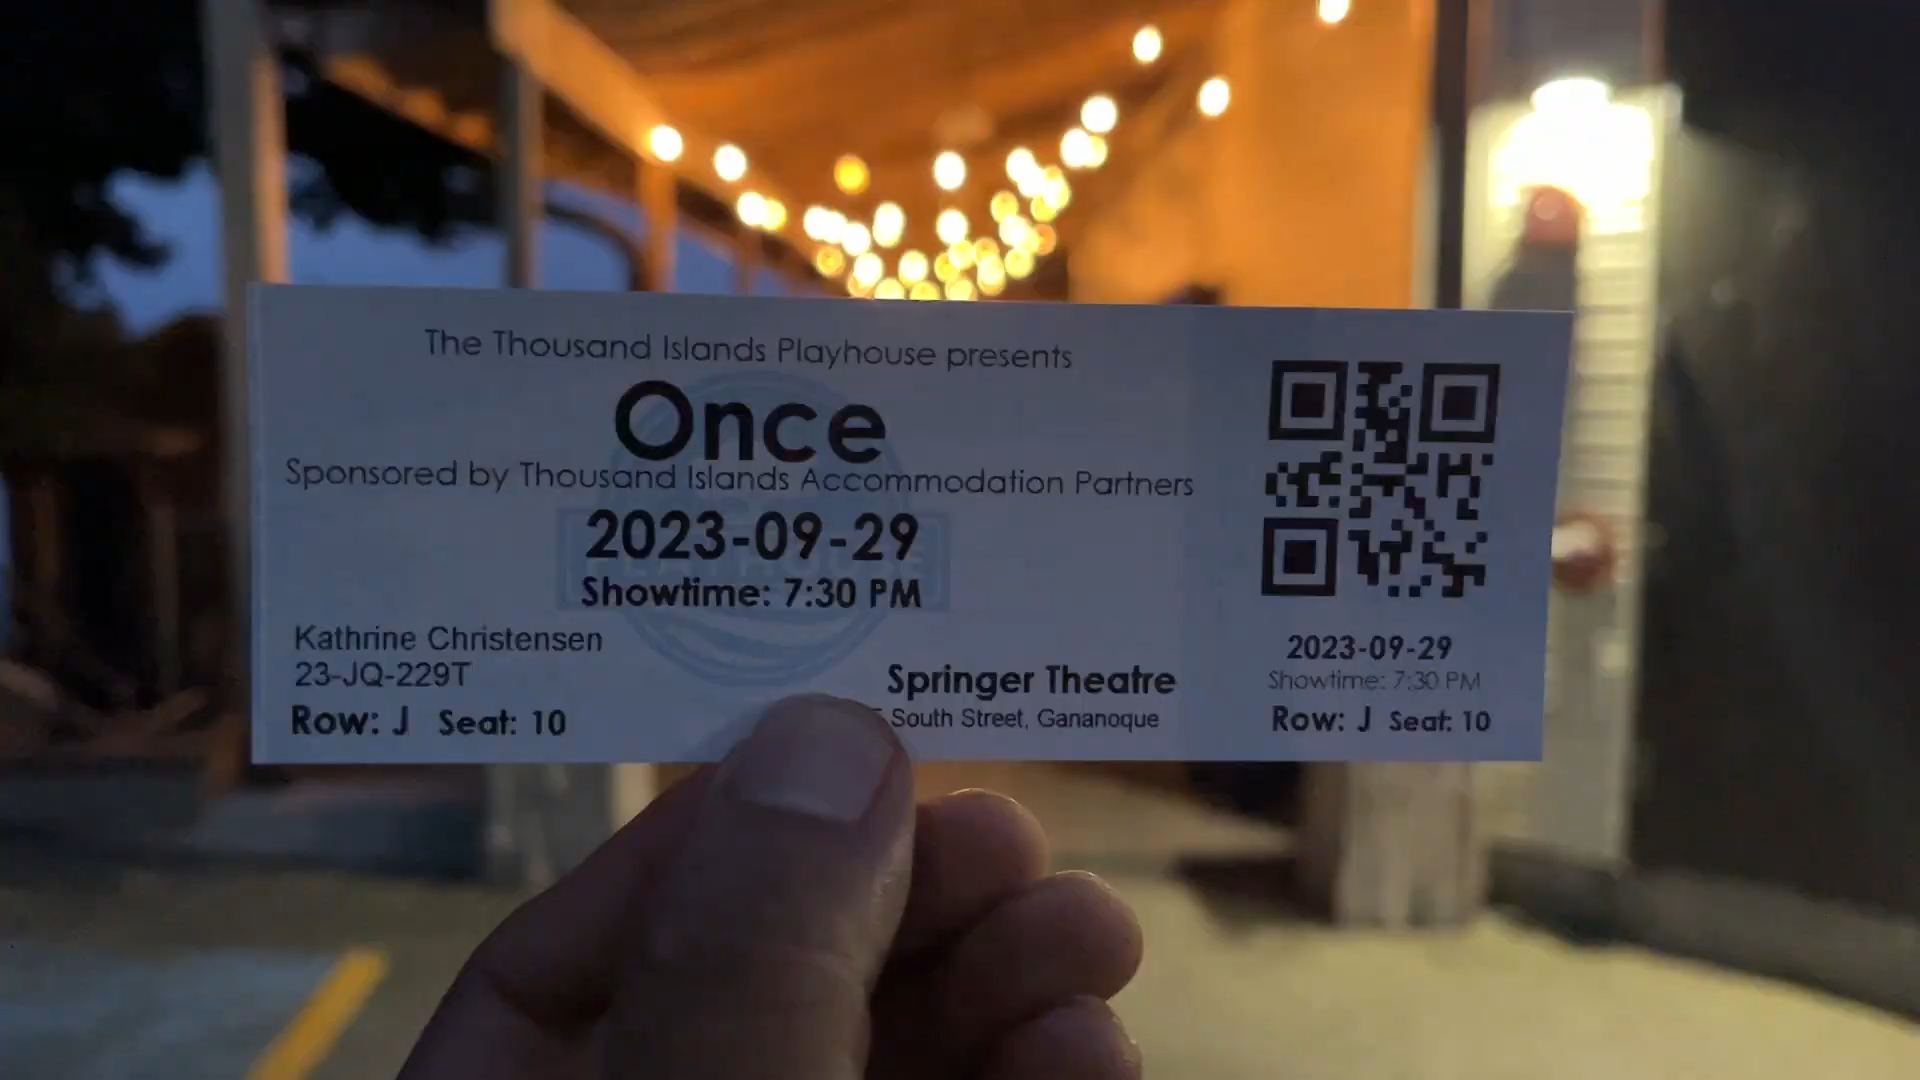 The Thousand Islands Playhouse presents
Once
Sponsored by Thousand Islands Accommodation Partners
2023-09-29
Showtime: 7:30 PM
Kathrine Christensen
23-JQ-229T
Row: J Seat: 10
Springer Theatre
South Street, Gananoque
PLAYHOUSE
2023-09-29
Showtime: 7:30 PM
Row: J Seat: 10